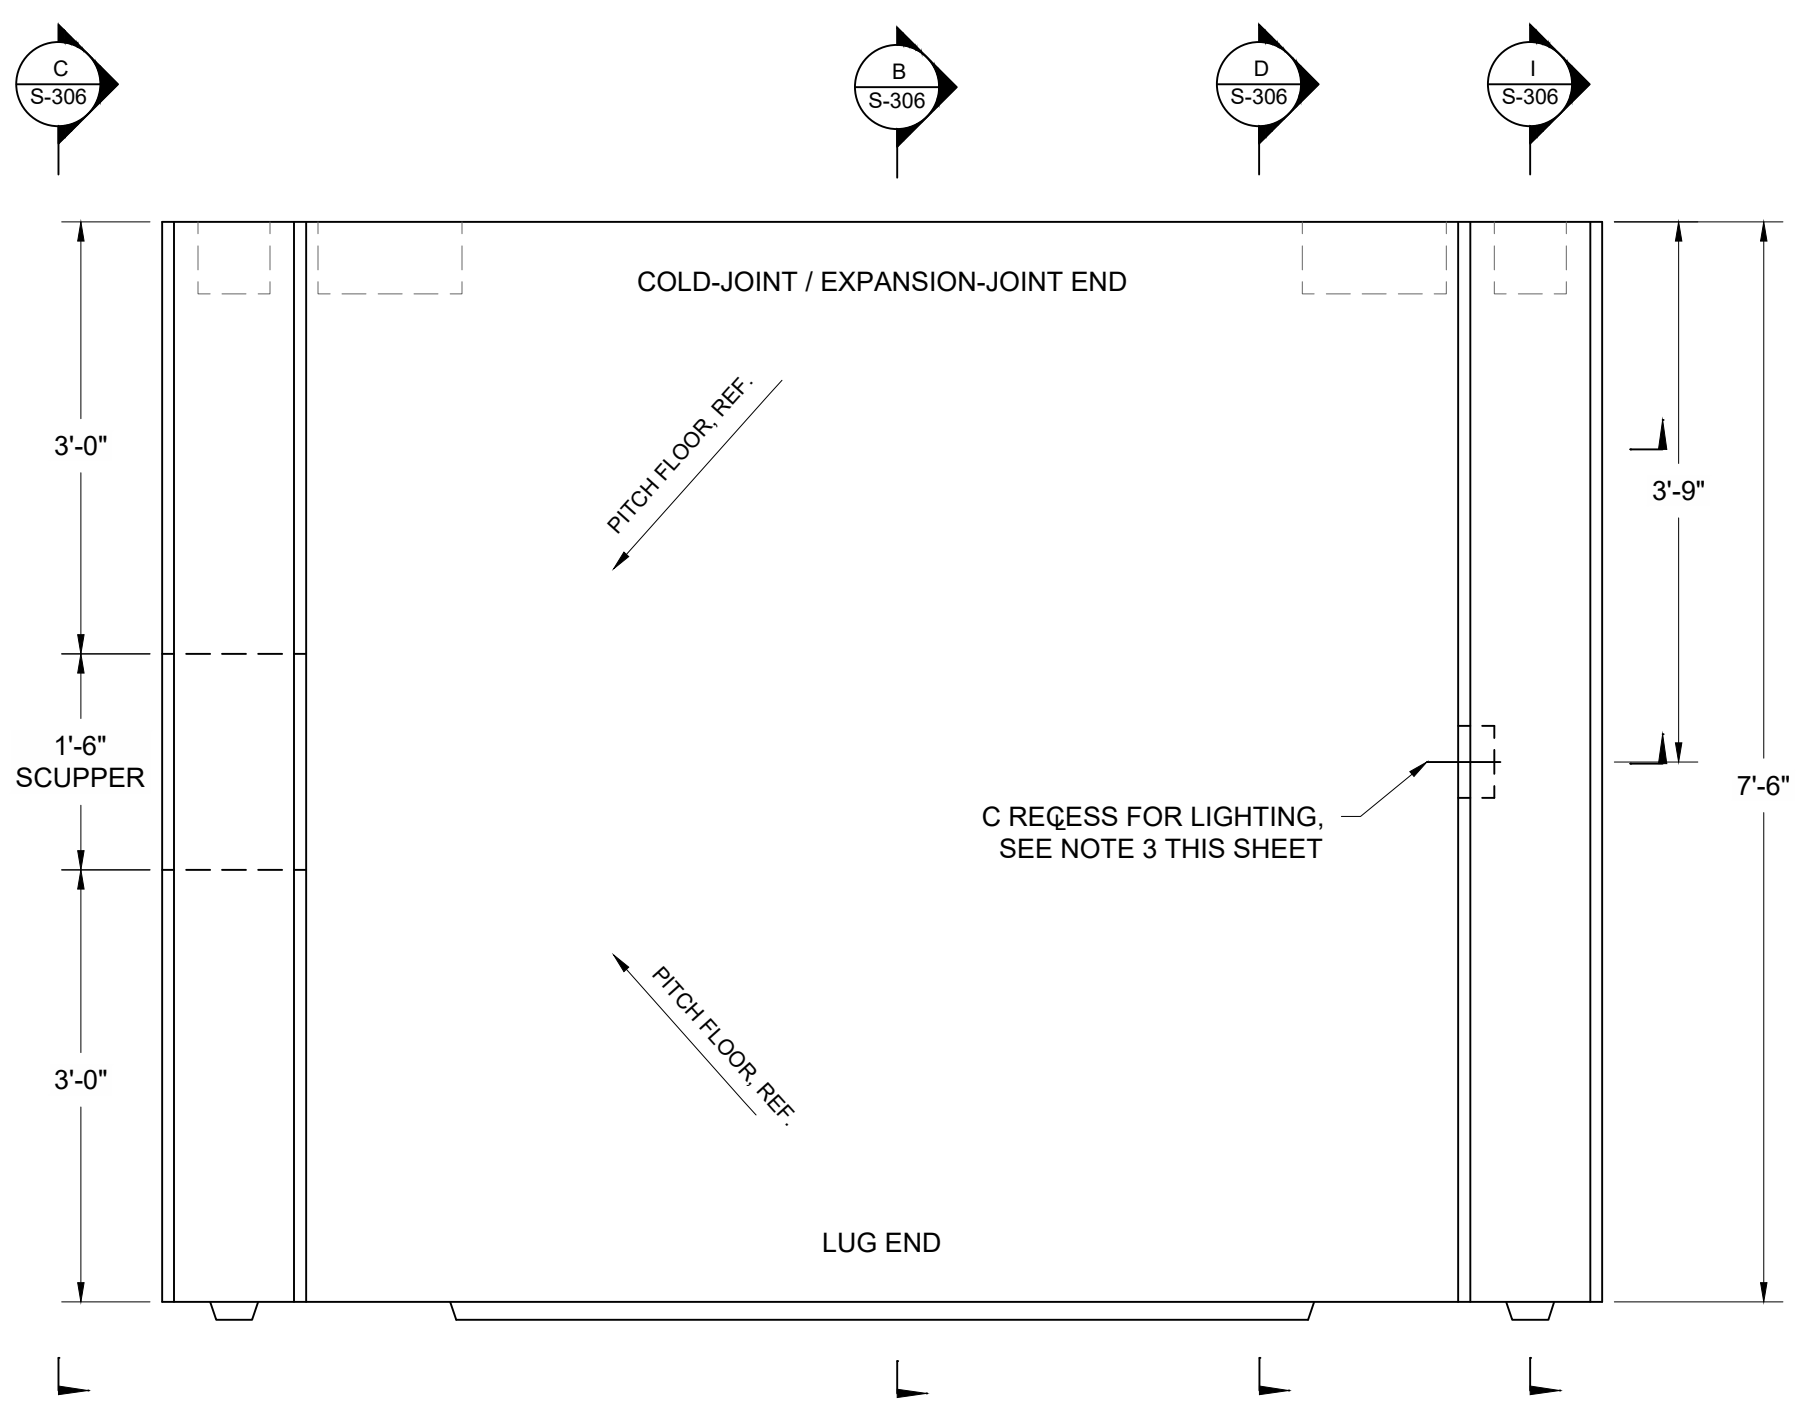 C
S-306
B
S-306
D
S-306
I
S-306
COLD-JOINT / EXPANSION-JOINT END
PITCH FLOOR, REF.
3'-0"
3'-9"
1'-6"
SCUPPER
7'-6"
C RECESS FOR LIGHTING,
SEE NOTE 3 THIS SHEET
PITCH FLOOR, REF.
3'-0"
LUG END